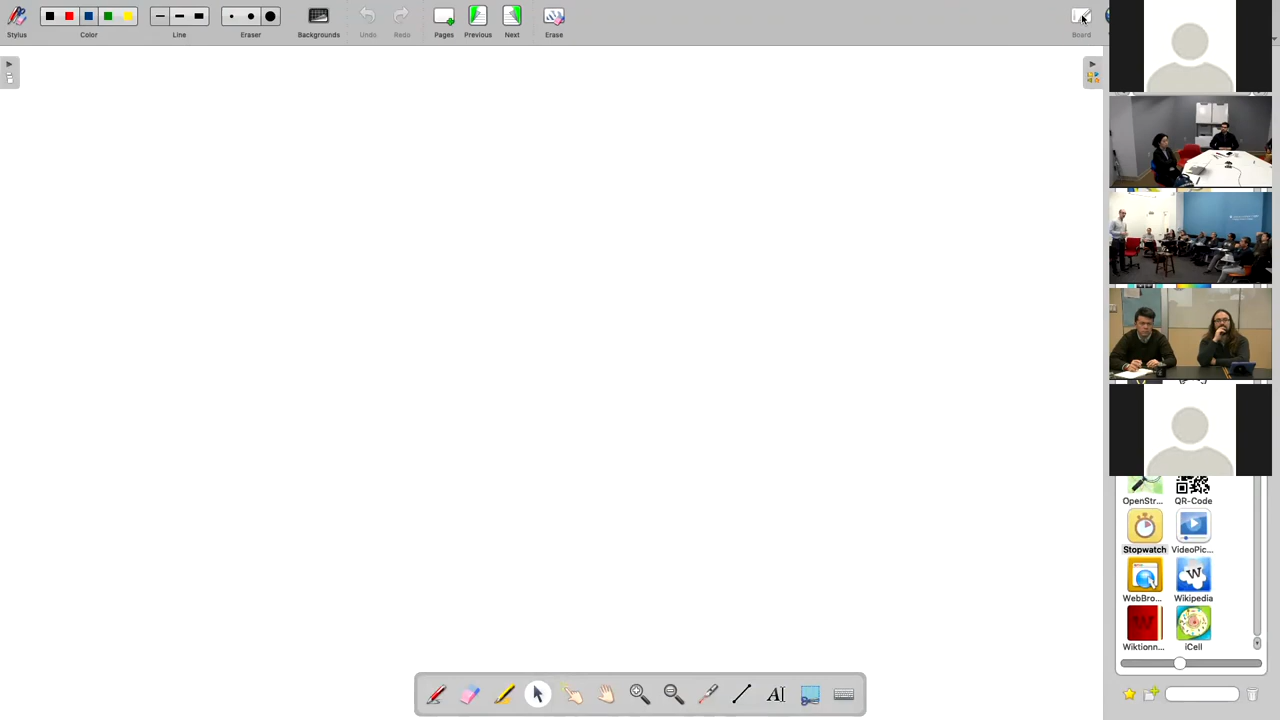 Stylus Color Line Eraser Backgrounds Undo Redo Pages Previous Next Erase Board
OpenStr... QR-Code
Stopwatch VideoPic...
WebBro... Wikipedia
Wiktionn... iCell